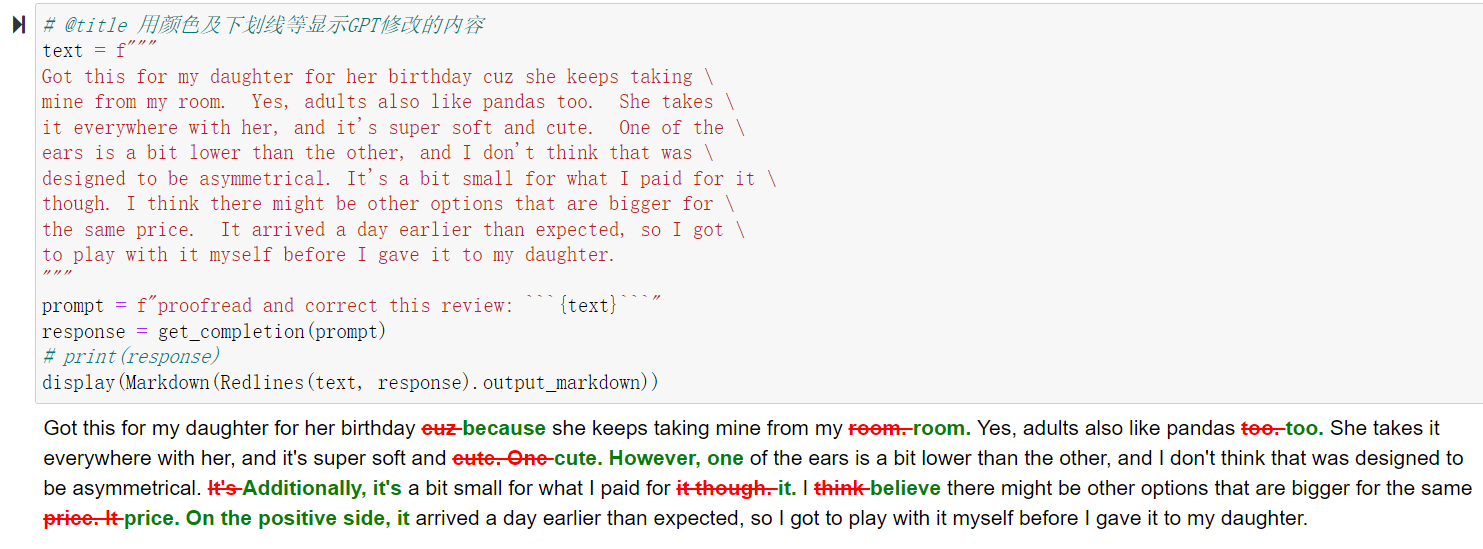 # @title 用颜色及下划线等显示GPT修改的内容
text = f"""
Got this for my daughter for her birthday cuz she keeps taking \
mine from my room.  Yes, adults also like pandas too.  She takes \
it everywhere with her, and it's super soft and cute.  One of the \
ears is a bit lower than the other, and I don't think that was \
designed to be asymmetrical. It's a bit small for what I paid for it \
though. I think there might be other options that are bigger for \
the same price.  It arrived a day earlier than expected, so I got \
to play with it myself before I gave it to my daughter.
"""
prompt = f"proofread and correct this review: ```{text}```"
response = get_completion(prompt)
# print(response)
display(Markdown(Redlines(text, response).output_markdown))
Got this for my daughter for her birthday cuz because she keeps taking mine from my room. room. Yes, adults also like pandas too. too. She takes it
everywhere with her, and it's super soft and cute. One cute. However, one of the ears is a bit lower than the other, and I don't think that was designed to
be asymmetrical. It's Additionally, it's a bit small for what I paid for it though. it. I think believe there might be other options that are bigger for the same
price. It price. On the positive side, it arrived a day earlier than expected, so I got to play with it myself before I gave it to my daughter.